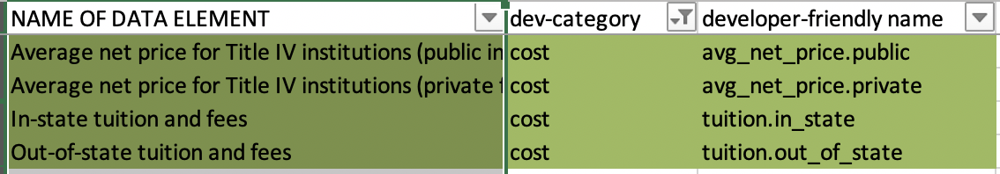 NAME OF DATA ELEMENT dev-category developer-friendly name
Average net price for Title IV institutions (public in cost avg_net_price.public
Average net price for Title IV institutions (private cost avg_net_price.private
In-state tuition and fees cost tuition.in_state
Out-of-state tuition and fees cost tuition.out_of_state